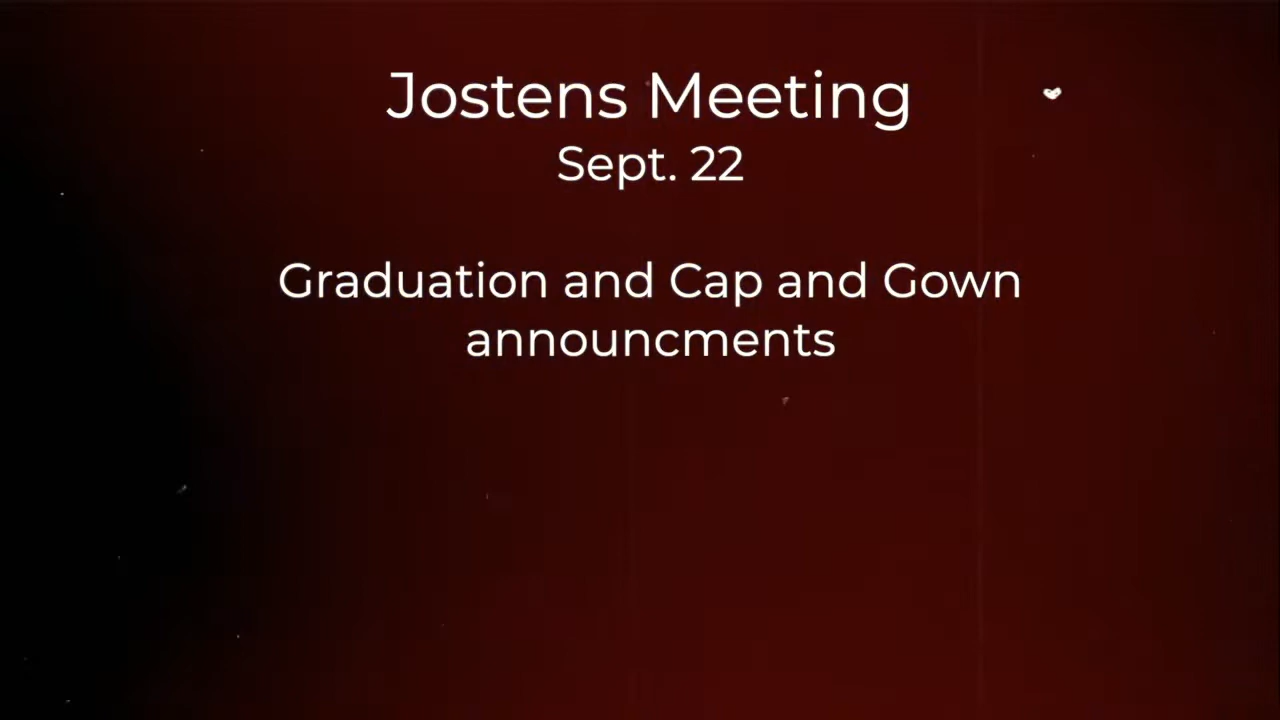 Jostens Meeting
Sept. 22
Graduation and Cap and Gown
announcments